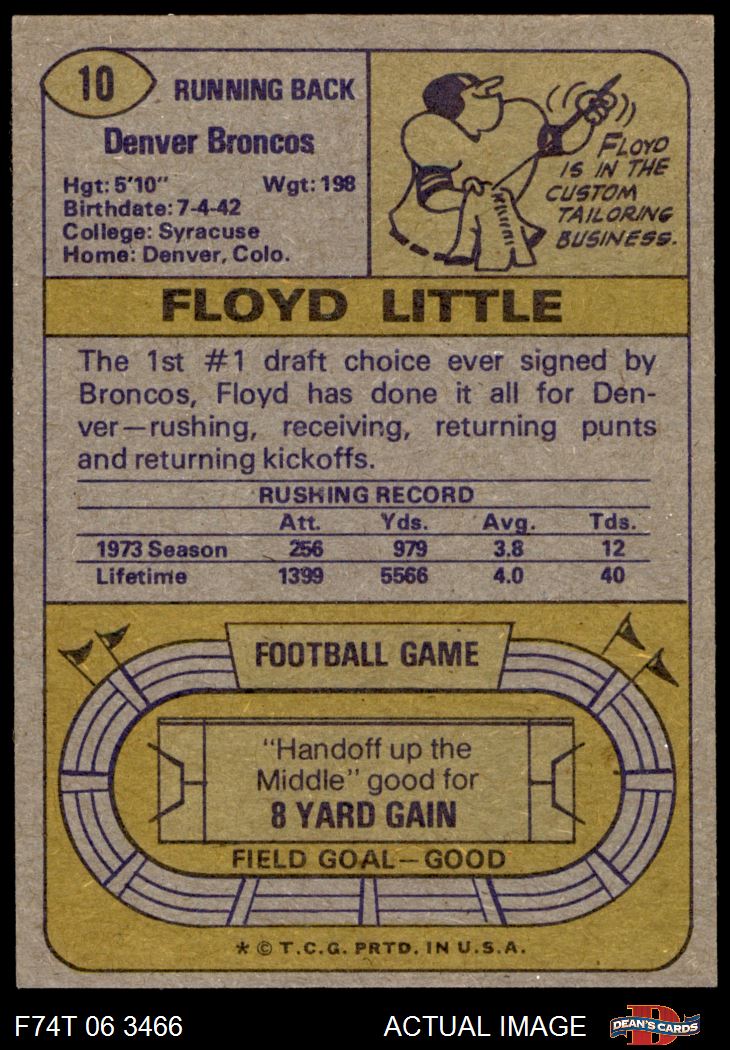 10
RUNNING BACK
Denver Broncos
Hgt: 5'10" Wgt: 198
Birthdate: 7-4-42
College: Syracuse
Home: Denver, Colo.
FLOYD
IS IN THE
CUSTOM
TAILORING
BUSINESS.
FLOYD LITTLE
The 1st #1 draft choice ever signed by
Broncos, Floyd has done it all for Den-
ver—rushing, receiving, returning punts
and returning kickoffs.
RUSHING RECORD
Att. Yds. Avg. Tds.
1973 Season 256 979 3.8 12
Lifetime 1399 5566 4.0 40
FOOTBALL GAME
"Handoff up the
Middle" good for
8 YARD GAIN
FIELD GOAL—GOOD
* © T.C.G. PRTD. IN U.S.A.
F74T 06 3466 ACTUAL IMAGE
D
DEAN'S CARDS